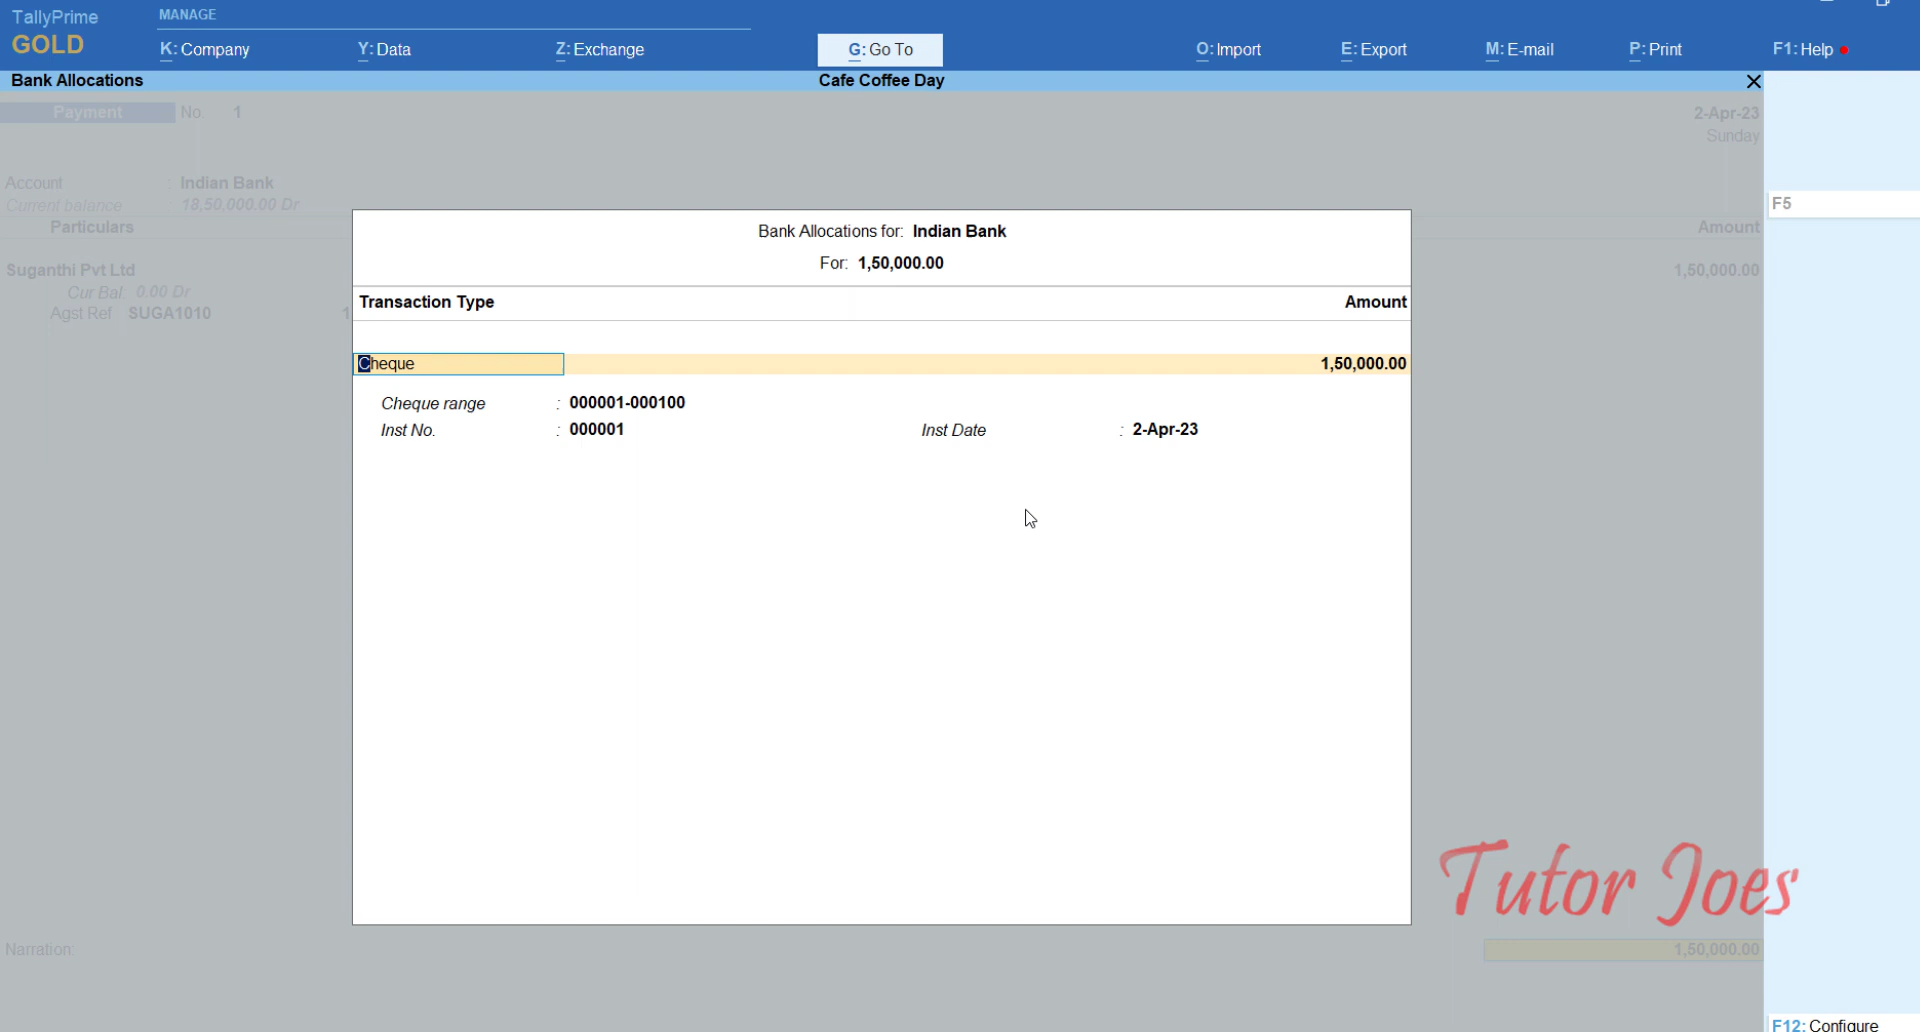 TallyPrime
GOLD
MANAGE
K: Company
Y: Data
Z: Exchange
G: Go To
O: Import
E: Export
M: E-mail
P: Print
F1: Help
Bank Allocations
Cafe Coffee Day
Payment No. 1
2-Apr-23
Sunday
Account : Indian Bank
Current balance 18,50,000.00 Dr
F5
Particulars
Amount
Suganthi Pvt Ltd
1,50,000.00
Cur Bal: 0.00 Dr
Agst Ref SUGA1010 1
Bank Allocations for: Indian Bank
For: 1,50,000.00
Transaction Type Amount
Cheque 1,50,000.00
Cheque range : 000001-000100
Inst No. : 000001 Inst Date : 2-Apr-23
Tutor Joes
Narration:
1,50,000.00
F12: Configure